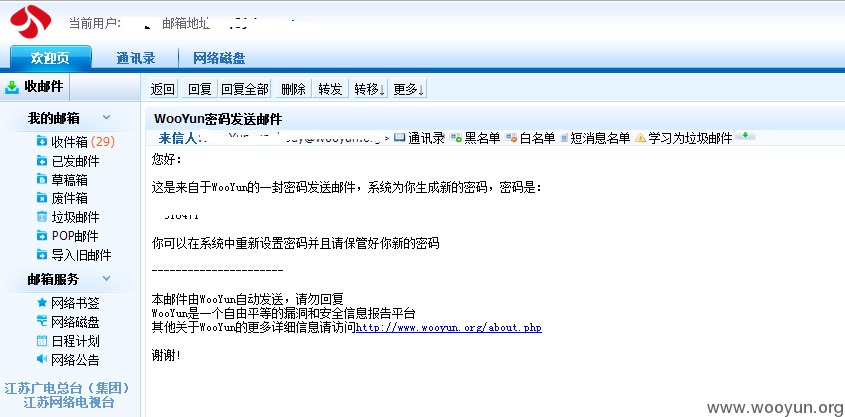 当前用户: 邮箱地址
欢迎页 通讯录 网络磁盘
收邮件 返回 回复 回复全部 删除 转发 转移↓ 更多↓
我的邮箱
收件箱 (29)
已发邮件
草稿箱
废件箱
垃圾邮件
POP邮件
导入旧邮件
邮箱服务
网络书签
网络磁盘
日程计划
网络公告
江苏广电总台（集团）
江苏网络电视台
WooYun密码发送邮件
来信人: @wooyun.org > 通讯录 黑名单 白名单 短消息名单 学习为垃圾邮件
您好:
这是来自于WooYun的一封密码发送邮件，系统为你生成新的密码，密码是:
你可以在系统中重新设置密码并且请保管好你新的密码
----------------------
本邮件由WooYun自动发送，请勿回复
WooYun是一个自由平等的漏洞和安全信息报告平台
其他关于WooYun的更多详细信息请访问http://www.wooyun.org/about.php
谢谢!
www.wooyun.org